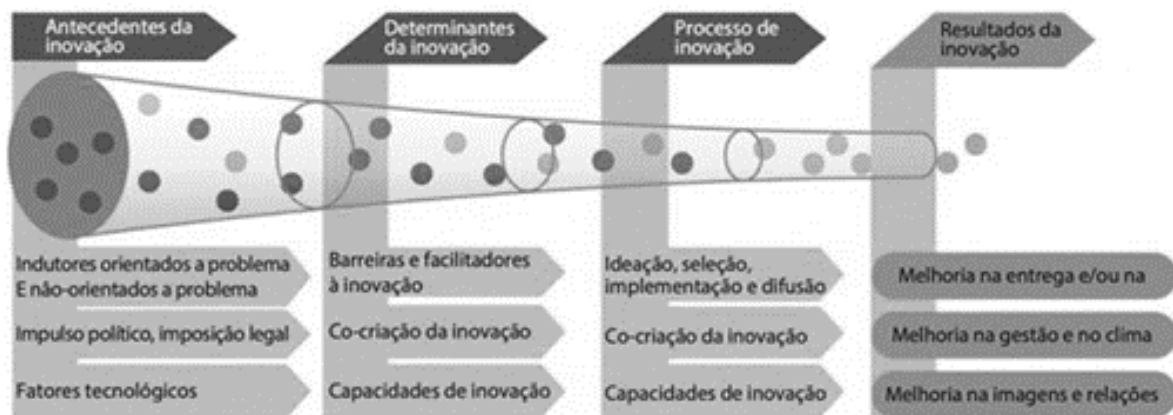 Antecedentes da
inovação
Determinantes
da inovação
Processo de
inovação
Resultados da
inovação
Indutores orientados a problema
E não-orientados a problema
Barreiras e facilitadores
à inovação
Ideação, seleção,
implementação e difusão
Melhoria na entrega e/ou na
Impulso político, imposição legal
Co-criação da inovação
Co-criação da inovação
Melhoria na gestão e no clima
Fatores tecnológicos
Capacidades de inovação
Capacidades de inovação
Melhoria na imagens e relações